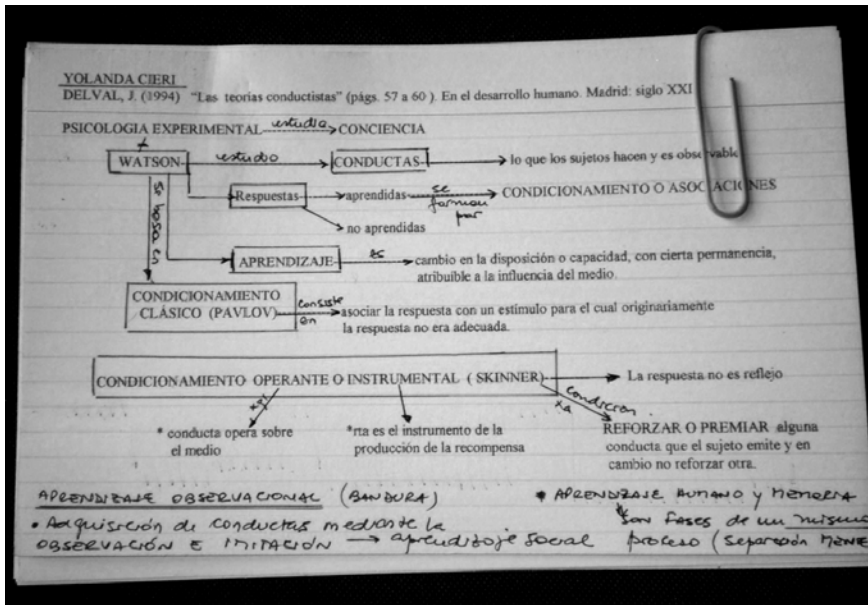 YOLANDA CIERI
DELVAL, J. (1994) "Las teorías conductistas" (págs. 57 a 60 ). En el desarrollo humano. Madrid: siglo XXI
PSICOLOGIA EXPERIMENTAL estudia CONCIENCIA
WATSON estudio CONDUCTAS lo que los sujetos hacen y es observable
Respuestas aprendidas se forman por CONDICIONAMIENTO O ASOCIACIONES
no aprendidas
se basa en
APRENDIZAJE es cambio en la disposición o capacidad, con cierta permanencia,
atribuible a la influencia del medio.
CONDICIONAMIENTO
CLÁSICO (PAVLOV) consiste en asociar la respuesta con un estímulo para el cual originariamente
la respuesta no era adecuada.
CONDICIONAMIENTO OPERANTE O INSTRUMENTAL ( SKINNER) La respuesta no es reflejo
condición
* conducta opera sobre
el medio
*rta es el instrumento de la
producción de la recompensa
REFORZAR O PREMIAR alguna
conducta que el sujeto emite y en
cambio no reforzar otra.
APRENDIZAJE OBSERVACIONAL (BANDURA)
• Adquisición de conductas mediante la
OBSERVACIÓN E IMITACIÓN → aprendizaje social
* APRENDIZAJE HUMANO y MEMORIA
son fases de un mismo
proceso (separación